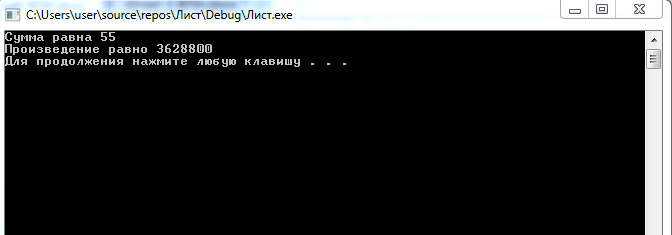 C:\Users\user\source\repos\Лист\Debug\Лист.exe
Сумма равна 55
Произведение равно 3628800
Для продолжения нажмите любую клавишу . . .